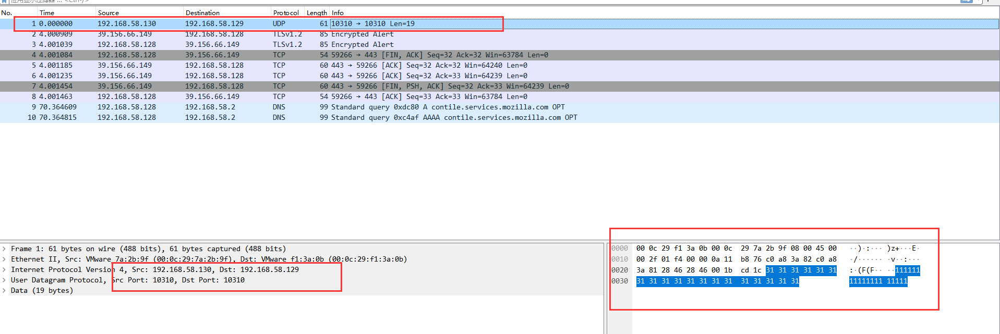 应用显示过滤器 … <Ctrl-/>
No. Time Source Destination Protocol Length Info
1 0.000000 192.168.58.130 192.168.58.129 UDP 61 10310 → 10310 Len=19
2 4.000909 39.156.66.149 192.168.58.128 TLSv1.2 85 Encrypted Alert
3 4.001039 192.168.58.128 39.156.66.149 TLSv1.2 85 Encrypted Alert
4 4.001084 192.168.58.128 39.156.66.149 TCP 54 59266 → 443 [FIN, ACK] Seq=32 Ack=32 Win=63784 Len=0
5 4.001185 39.156.66.149 192.168.58.128 TCP 60 443 → 59266 [ACK] Seq=32 Ack=32 Win=64240 Len=0
6 4.001235 39.156.66.149 192.168.58.128 TCP 60 443 → 59266 [ACK] Seq=32 Ack=33 Win=64239 Len=0
7 4.001454 39.156.66.149 192.168.58.128 TCP 60 443 → 59266 [FIN, PSH, ACK] Seq=32 Ack=33 Win=64239 Len=0
8 4.001463 192.168.58.128 39.156.66.149 TCP 54 59266 → 443 [ACK] Seq=33 Ack=33 Win=63784 Len=0
9 70.364609 192.168.58.128 192.168.58.2 DNS 99 Standard query 0xdc80 A contile.services.mozilla.com OPT
10 70.364815 192.168.58.128 192.168.58.2 DNS 99 Standard query 0xc4af AAAA contile.services.mozilla.com OPT
Frame 1: 61 bytes on wire (488 bits), 61 bytes captured (488 bits)
Ethernet II, Src: VMware_7a:2b:9f (00:0c:29:7a:2b:9f), Dst: VMware_f1:3a:0b (00:0c:29:f1:3a:0b)
Internet Protocol Version 4, Src: 192.168.58.130, Dst: 192.168.58.129
User Datagram Protocol, Src Port: 10310, Dst Port: 10310
Data (19 bytes)
0000 00 0c 29 f1 3a 0b 00 0c 29 7a 2b 9f 08 00 45 00 ··)·:··· )z+···E·
0010 00 2f 01 f4 00 00 0a 11 b8 76 c0 a8 3a 82 c0 a8 ·/······ ·v··:···
0020 3a 81 28 46 28 46 00 1b cd 1c 31 31 31 31 31 31 :·(F(F·· ··111111
0030 31 31 31 31 31 31 31 31 31 31 31 31 31 11111111 11111